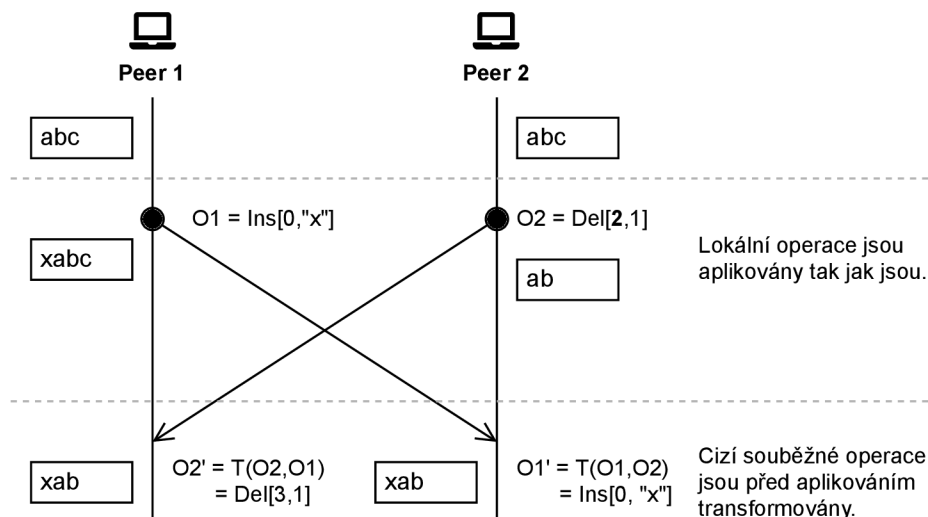 Peer 1
Peer 2
abc
abc
O1 = Ins[0,"x"]
O2 = Del[2,1]
xabc
ab
Lokální operace jsou
aplikovány tak jak jsou.
xab
O2' = T(O2,O1)
= Del[3,1]
xab
O1' = T(O1,O2)
= Ins[0, "x"]
Cizí souběžné operace
jsou před aplikováním
transformovány.